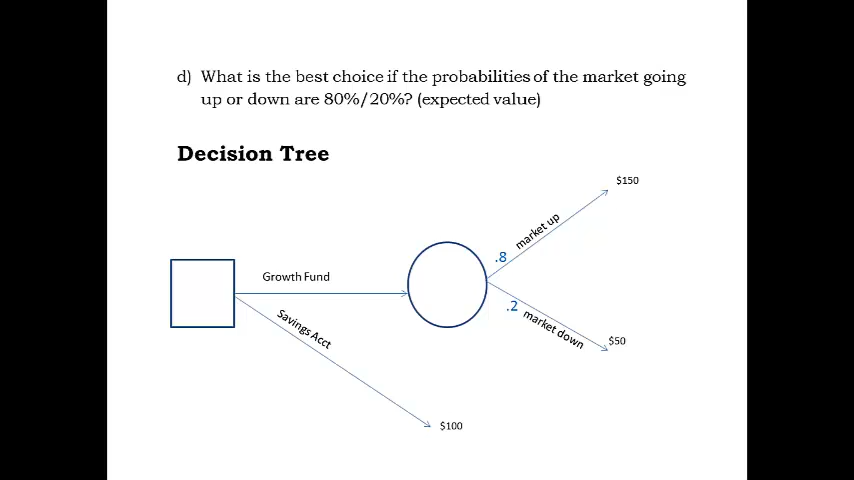 d) What is the best choice if the probabilities of the market going
up or down are 80%/20%? (expected value)
Decision Tree
$150
market up
.8
Growth Fund
.2
market down
$50
Savings Acct
$100